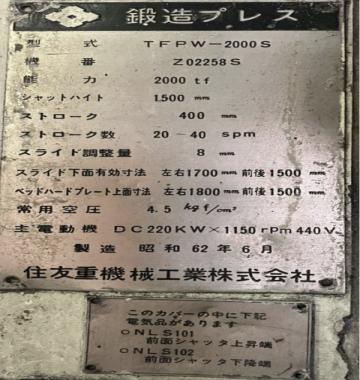 鍛造プレス
型式 TFPW-2000S
機番 Z02258S
能力 2000 tf
シャットハイト 1500 mm
ストローク 400 mm
ストローク数 20-40 spm
スライド調整量 8 mm
スライド下面有効寸法 左右1700mm 前後1500mm
ベッドハードプレート上面寸法 左右1800mm 前後1500mm
常用空圧 4.5 kgf/cm²
主電動機 DC220KW×1150rPm 440V
製造 昭和62年6月
住友重機械工業株式会社
このカバーの中に下記
電気品があります
○NLS101
前面シャッタ上昇端
○NLS102
前面シャッタ下降端